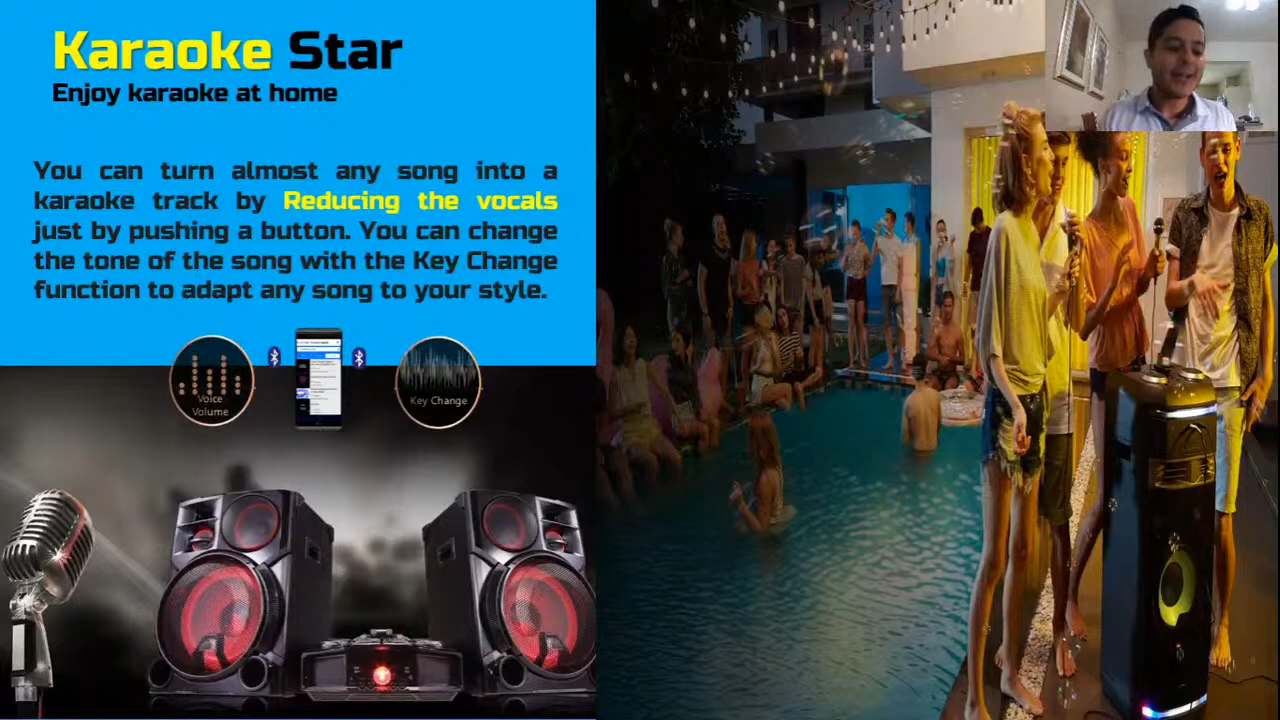 Karaoke Star
Enjoy karaoke at home
You can turn almost any song into a
karaoke track by Reducing the vocals
just by pushing a button. You can change
the tone of the song with the Key Change
function to adapt any song to your style.
Voice
Volume
Key Change